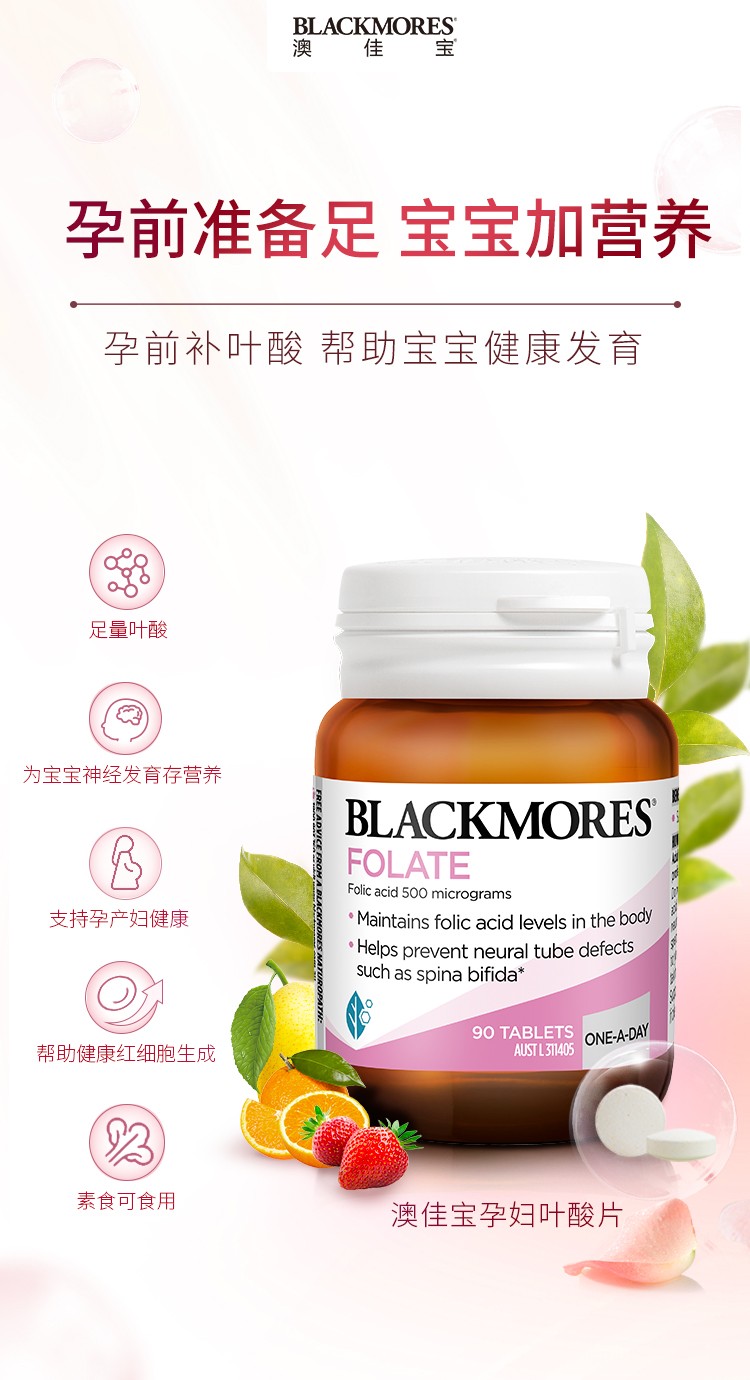 BLACKMORES®
澳佳宝
孕前准备足 宝宝加营养
孕前补叶酸 帮助宝宝健康发育
足量叶酸
为宝宝神经发育存营养
支持孕产妇健康
帮助健康红细胞生成
素食可食用
BLACKMORES®
FOLATE
Folic acid 500 micrograms
• Maintains folic acid levels in the body
• Helps prevent neural tube defects
such as spina bifida*
90 TABLETS
AUST L 311405
ONE-A-DAY
FREE ADVICE FROM A BLACKMORES NATUROPATH:
澳佳宝孕妇叶酸片